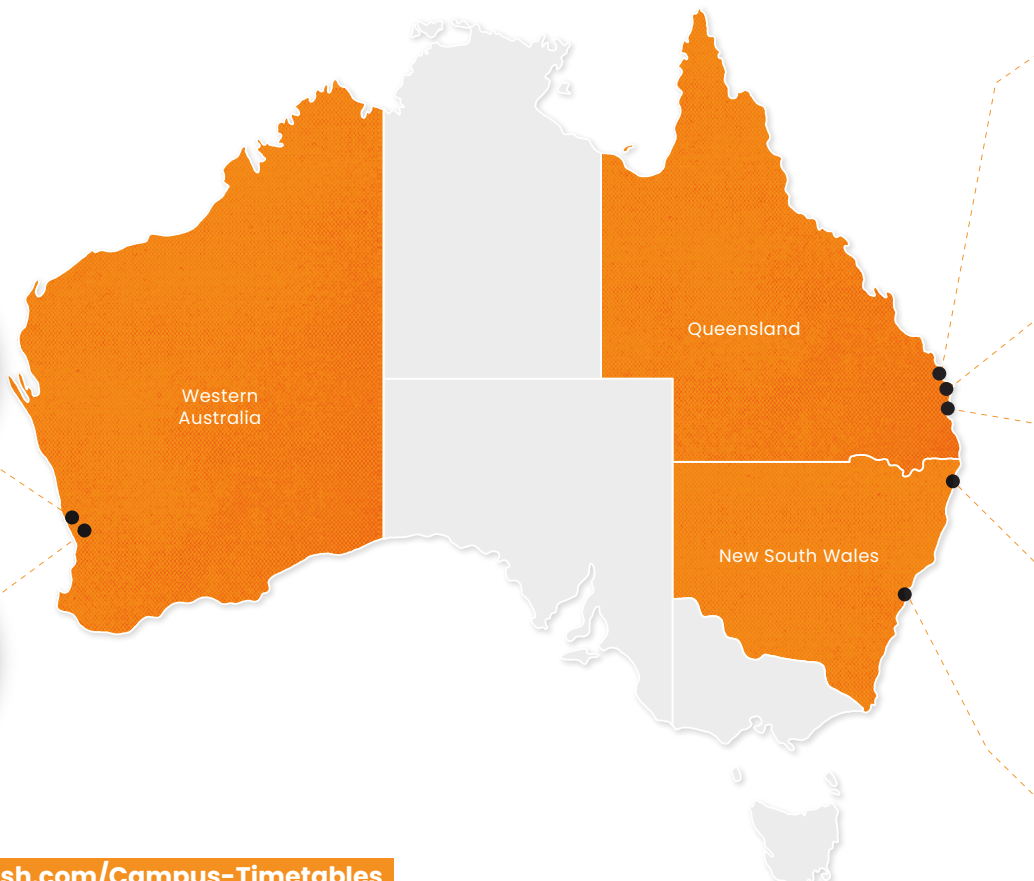 Queensland
Western
Australia
New South Wales
sh.com/Campus-Timetables